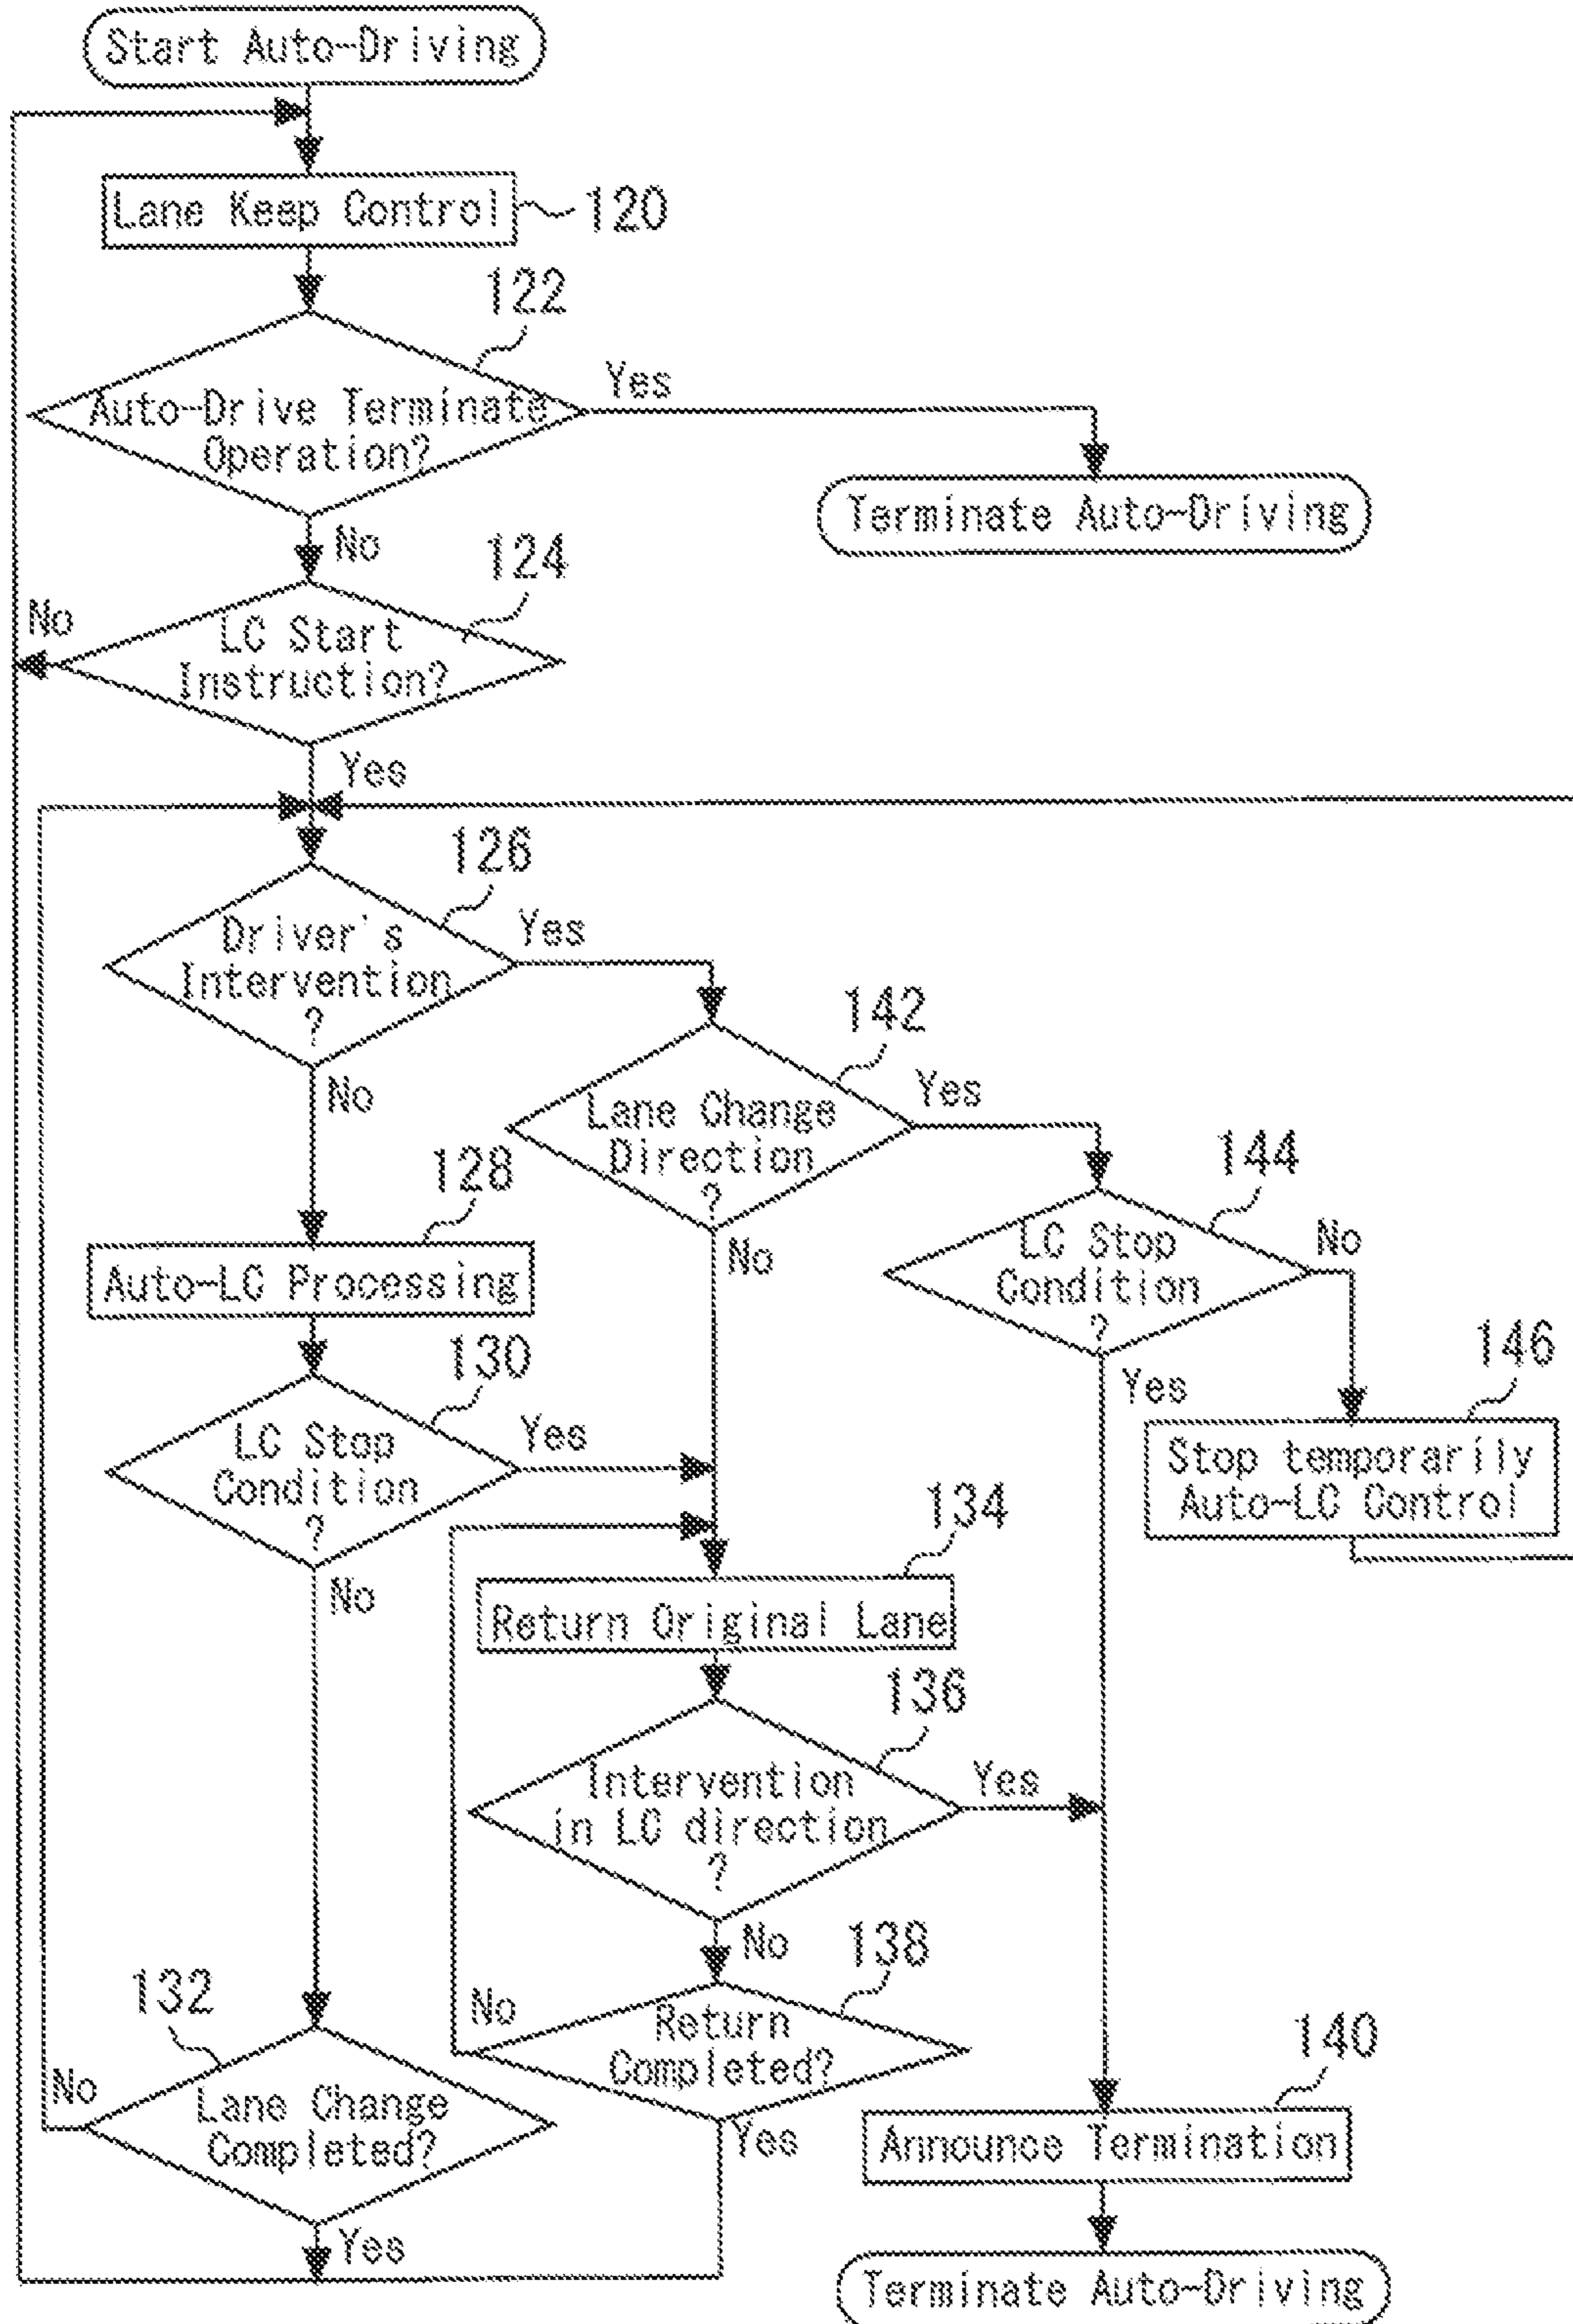 Start Auto-Driving
Lane Keep Control
120
122
Auto-Drive Terminate
Operation?
Yes
Terminate Auto-Driving
No
124
LC Start
Instruction?
No
Yes
126
Driver's
Intervention
?
Yes
No
142
Lane Change
Direction
?
Yes
No
128
Auto-LC Processing
144
LC Stop
Condition
?
No
Yes
130
LC Stop
Condition
?
Yes
No
146
Stop temporarily
Auto-LC Control
134
Return Original Lane
136
Intervention
in LC direction
?
Yes
No
138
Return
Completed?
No
Yes
132
Lane Change
Completed?
No
Yes
140
Announce Termination
Terminate Auto-Driving